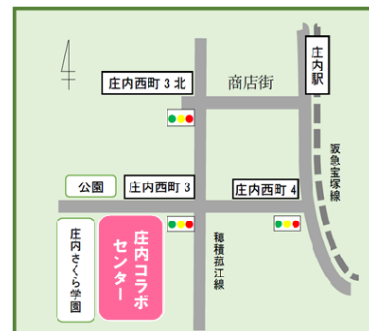 庄内駅
庄内西町3北
商店街
阪急宝塚線
公園
庄内西町3
庄内西町4
庄内さくら学園
庄内コラボ
センター
穂積菰江線